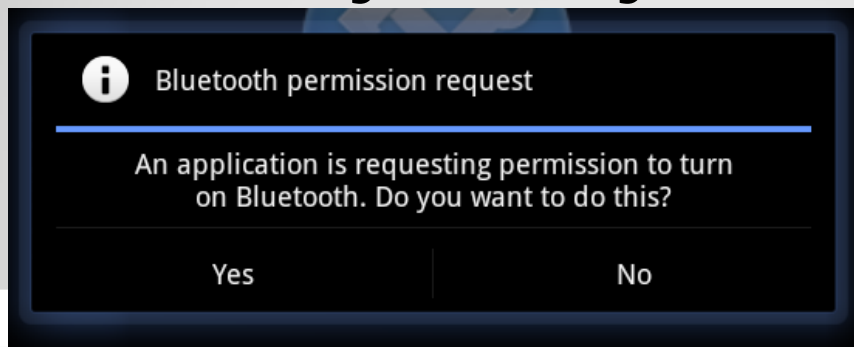 Bluetooth permission request
An application is requesting permission to turn
on Bluetooth. Do you want to do this?
Yes
No